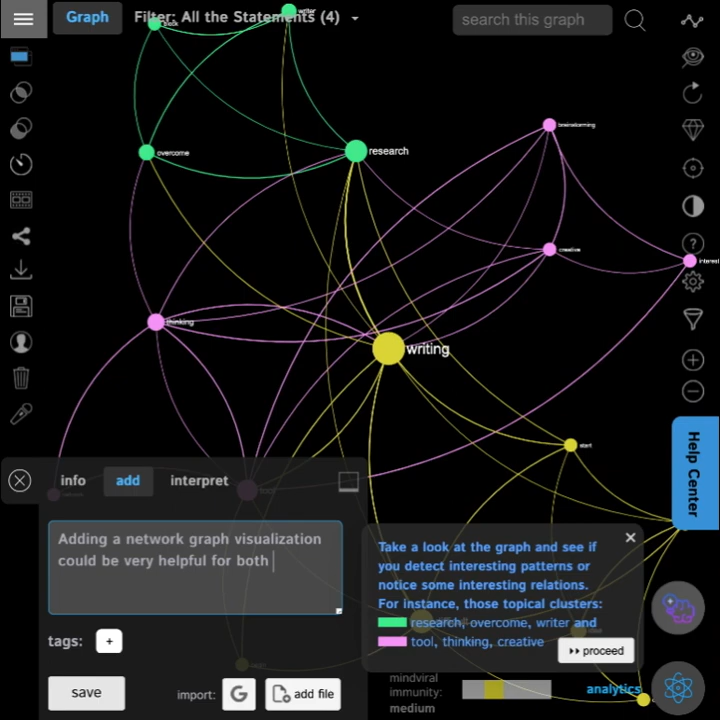 Graph
Filter: All the Statements (4)
search this graph
writer
overcome
research
brainstorming
creative
interest
thinking
writing
start
Help Center
info
add
interpret
Adding a network graph visualization
could be very helpful for both
tags:
+
save
import:
G
add file
Take a look at the graph and see if
you detect interesting patterns or
notice some interesting relations.
For instance, those topical clusters:
research, overcome, writer and
tool, thinking, creative
proceed
mindviral
immunity:
medium
analytics